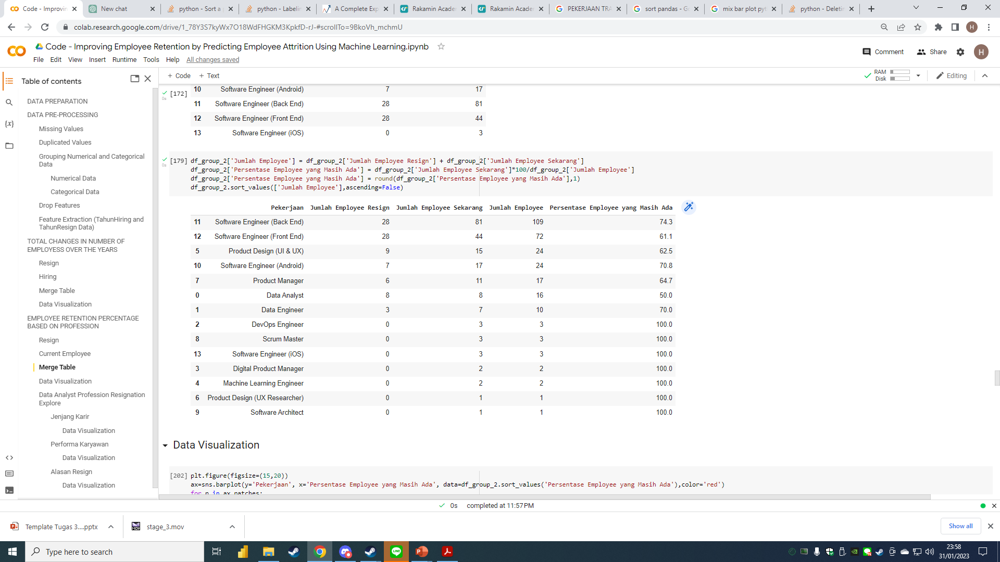 Code - Improvin
New chat
python - Sort a
python - Labelin
A Complete Exp
Rakamin Acade
Rakamin Acade
PEKERJAAN TRA
sort pandas - Go
mix bar plot pyt
python - Deletin
colab.research.google.com/drive/1_78Y3S7kyWx7O18WdFHGKM3KpkfD-rJ-#scrollTo=9BkoVh_mchmU
H
Code - Improving Employee Retention by Predicting Employee Attrition Using Machine Learning.ipynb
File Edit View Insert Runtime Tools Help All changes saved
Comment Share H
Table of contents
+ Code + Text
RAM
Disk
Editing
DATA PREPARATION
DATA PRE-PROCESSING
Missing Values
Duplicated Values
Grouping Numerical and Categorical
Data
Numerical Data
Categorical Data
Drop Features
Feature Extraction (TahunHiring and
TahunResign Data)
TOTAL CHANGES IN NUMBER OF
EMPLOYESS OVER THE YEARS
Resign
Hiring
Merge Table
Data Visualization
EMPLOYEE RETENTION PERCENTAGE
BASED ON PROFESSION
Resign
Current Employee
Merge Table
Data Visualization
Data Analyst Profession Resignation
Explore
Jenjang Karir
Data Visualization
Performa Karyawan
Data Visualization
Alasan Resign
Data Visualization
{x}
[172]
0s
10 Software Engineer (Android) 7 17
11 Software Engineer (Back End) 28 81
12 Software Engineer (Front End) 28 44
13 Software Engineer (iOS) 0 3
[179] df_group_2['Jumlah Employee'] = df_group_2['Jumlah Employee Resign'] + df_group_2['Jumlah Employee Sekarang']
0s
df_group_2['Persentase Employee yang Masih Ada'] = df_group_2['Jumlah Employee Sekarang']*100/df_group_2['Jumlah Employee']
df_group_2['Persentase Employee yang Masih Ada'] = round(df_group_2['Persentase Employee yang Masih Ada'],1)
df_group_2.sort_values(['Jumlah Employee'],ascending=False)
Pekerjaan Jumlah Employee Resign Jumlah Employee Sekarang Jumlah Employee Persentase Employee yang Masih Ada
11 Software Engineer (Back End) 28 81 109 74.3
12 Software Engineer (Front End) 28 44 72 61.1
5 Product Design (UI & UX) 9 15 24 62.5
10 Software Engineer (Android) 7 17 24 70.8
7 Product Manager 6 11 17 64.7
0 Data Analyst 8 8 16 50.0
1 Data Engineer 3 7 10 70.0
2 DevOps Engineer 0 3 3 100.0
8 Scrum Master 0 3 3 100.0
13 Software Engineer (iOS) 0 3 3 100.0
3 Digital Product Manager 0 2 2 100.0
4 Machine Learning Engineer 0 2 2 100.0
6 Product Design (UX Researcher) 0 1 1 100.0
9 Software Architect 0 1 1 100.0
Data Visualization
[202] plt.figure(figsize=(15,20))
ax=sns.barplot(y='Pekerjaan', x='Persentase Employee yang Masih Ada', data=df_group_2.sort_values('Persentase Employee yang Masih Ada'),color='red')
for p in ax.patches:
0s completed at 11:57 PM
Template Tugas 3....pptx
stage_3.mov
Show all
Type here to search
LINE
23:58
31/01/2023